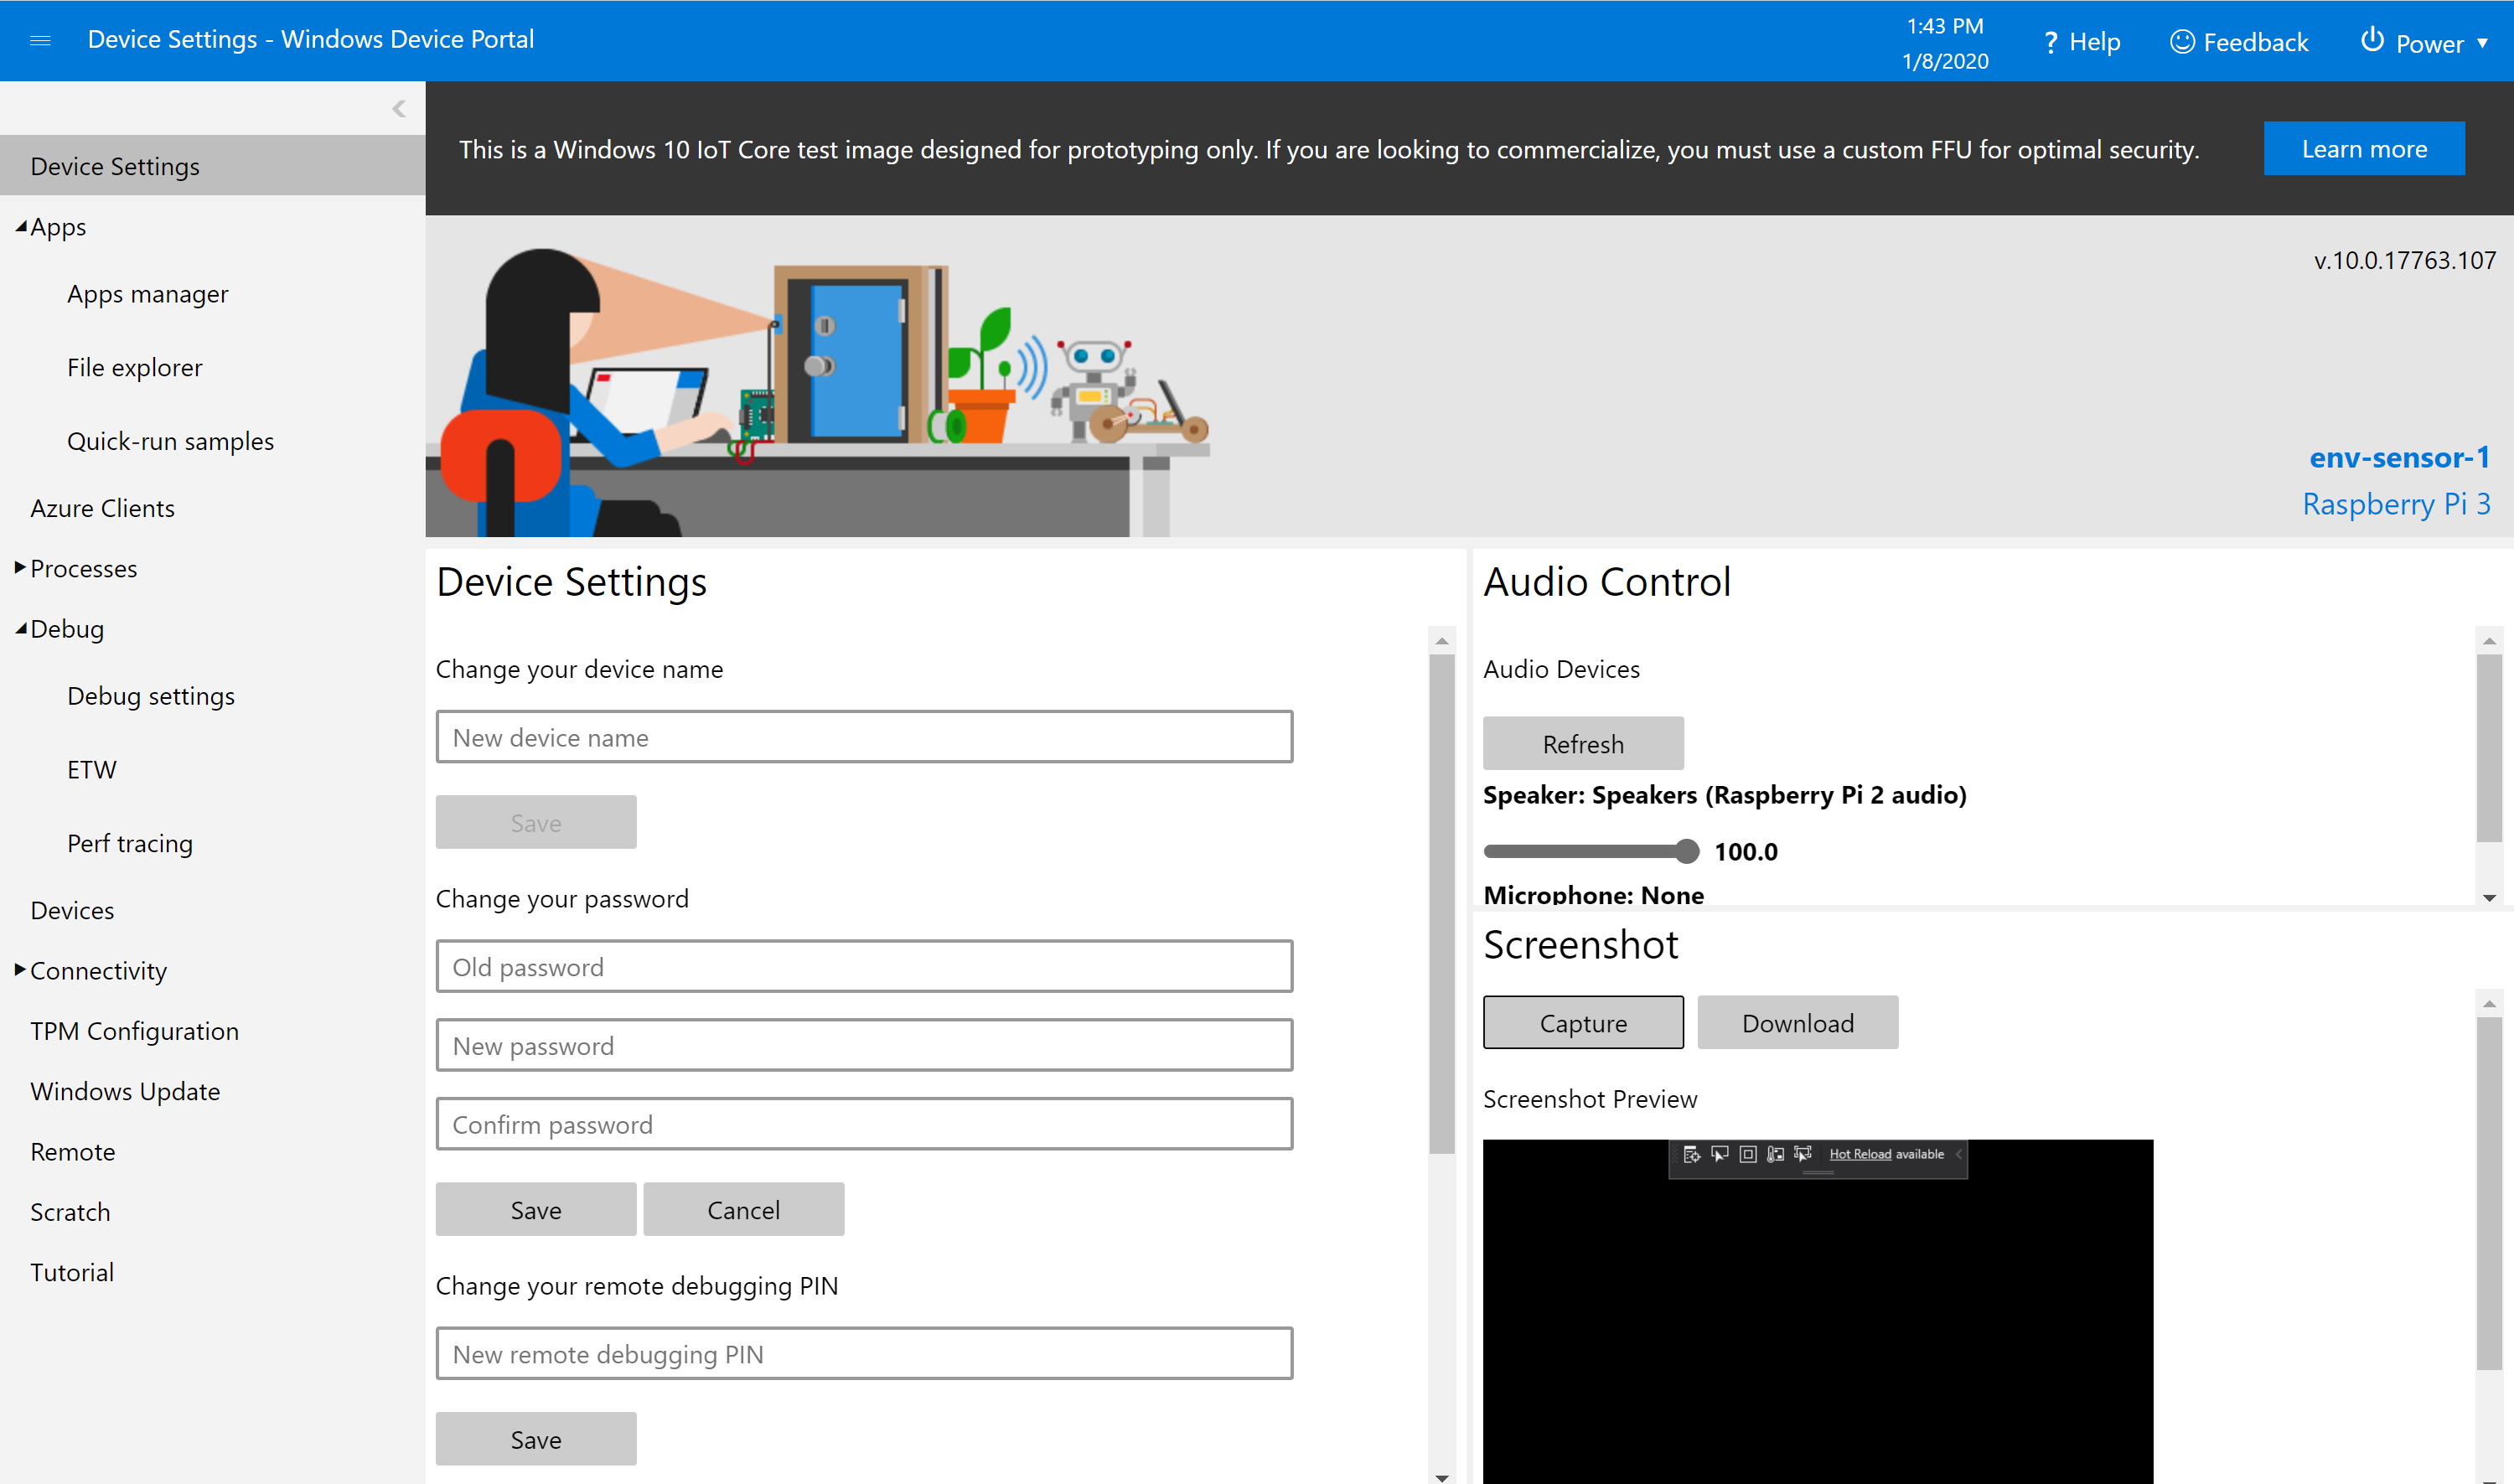 Device Settings - Windows Device Portal
1:43 PM
1/8/2020
? Help
Feedback
Power
Device Settings
Apps
Apps manager
File explorer
Quick-run samples
Azure Clients
Processes
Debug
Debug settings
ETW
Perf tracing
Devices
Connectivity
TPM Configuration
Windows Update
Remote
Scratch
Tutorial
This is a Windows 10 IoT Core test image designed for prototyping only. If you are looking to commercialize, you must use a custom FFU for optimal security.
Learn more
v.10.0.17763.107
env-sensor-1
Raspberry Pi 3
Device Settings
Change your device name
New device name
Save
Change your password
Old password
New password
Confirm password
Save Cancel
Change your remote debugging PIN
New remote debugging PIN
Save
Audio Control
Audio Devices
Refresh
Speaker: Speakers (Raspberry Pi 2 audio)
100.0
Microphone: None
Screenshot
Capture Download
Screenshot Preview
Hot Reload available